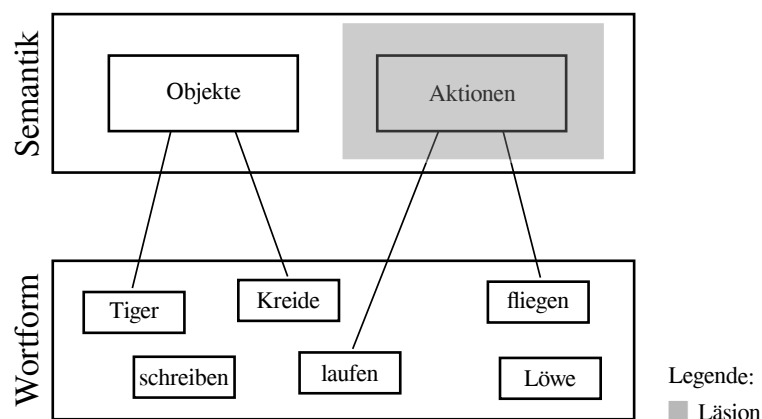 Semantik
Objekte
Aktionen
Wortform
Tiger
Kreide
fliegen
schreiben
laufen
Löwe
Legende:
Läsion